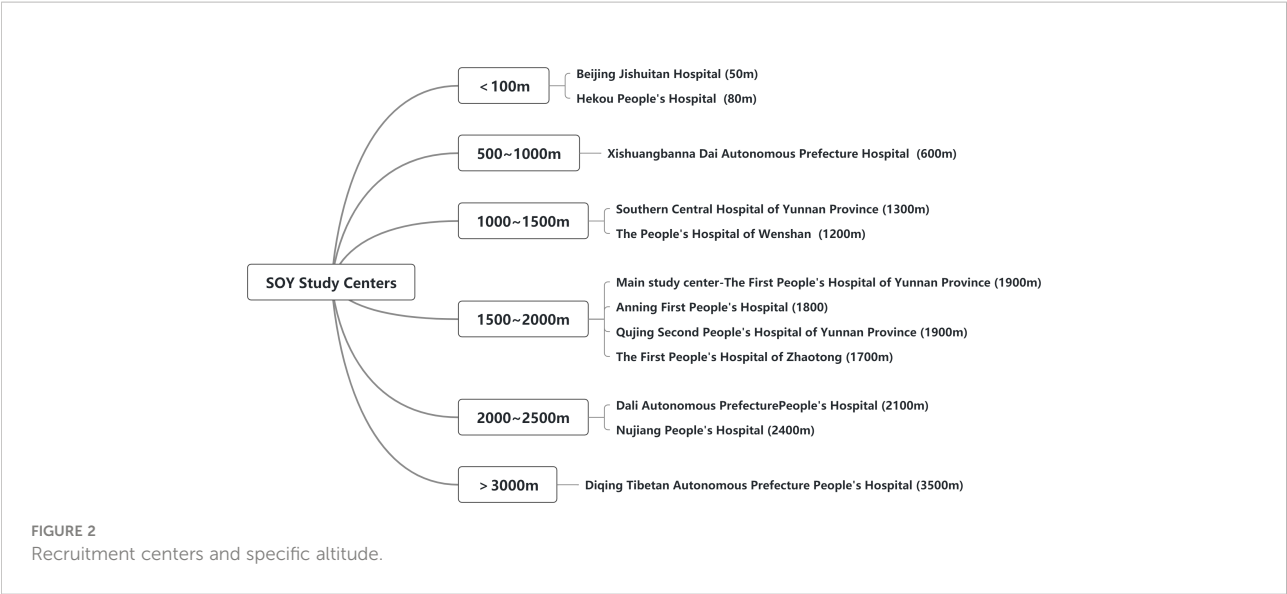 SOY Study Centers
< 100m
Beijing Jishuitan Hospital (50m)
Hekou People's Hospital (80m)
500~1000m
Xishuangbanna Dai Autonomous Prefecture Hospital (600m)
1000~1500m
Southern Central Hospital of Yunnan Province (1300m)
The People's Hospital of Wenshan (1200m)
1500~2000m
Main study center-The First People's Hospital of Yunnan Province (1900m)
Anning First People's Hospital (1800)
Qujing Second People's Hospital of Yunnan Province (1900m)
The First People's Hospital of Zhaotong (1700m)
2000~2500m
Dali Autonomous PrefecturePeople's Hospital (2100m)
Nujiang People's Hospital (2400m)
> 3000m
Diqing Tibetan Autonomous Prefecture People's Hospital (3500m)
FIGURE 2
Recruitment centers and specific altitude.